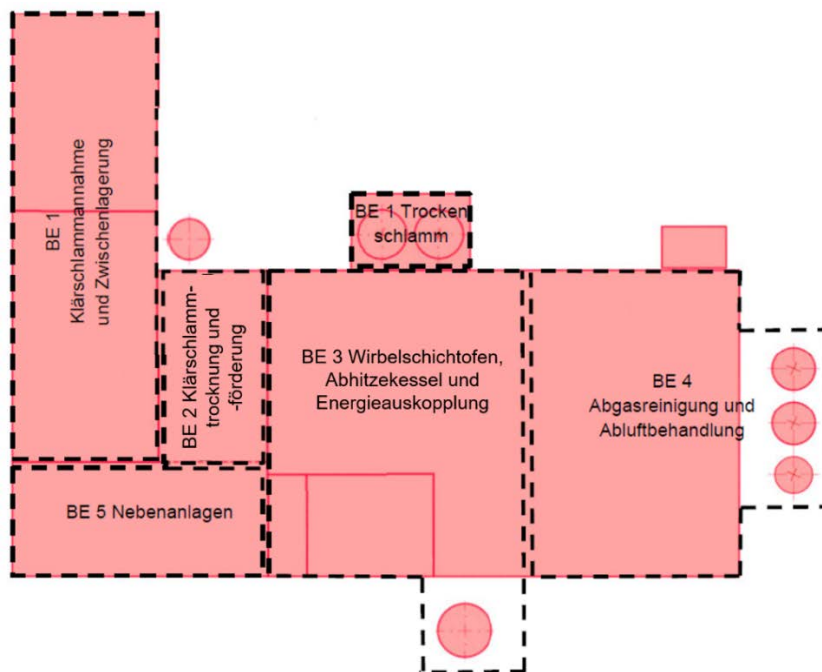 BE 1
Klärschlammannahme
und Zwischenlagerung
BE 1 Trocken
schlamm
BE 2 Klärschlamm-
trocknung und
-förderung
BE 3 Wirbelschichtofen,
Abhitzekessel und
Energieauskopplung
BE 4
Abgasreinigung und
Abluftbehandlung
BE 5 Nebenanlagen